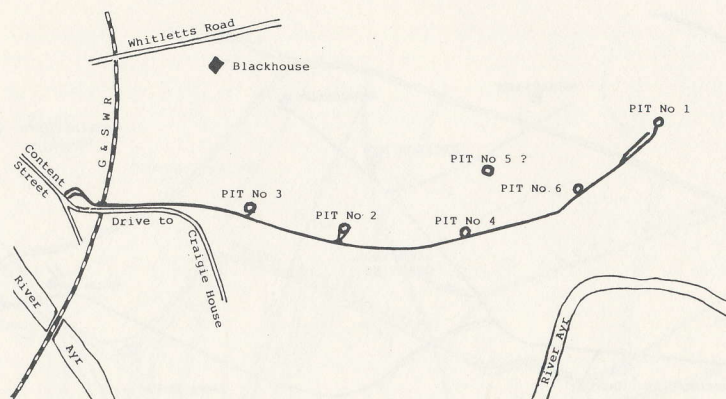 Whitletts Road
Blackhouse
G & S W R
PIT No 1
PIT No 5 ?
PIT No. 6
Content
Street
PIT No 3
PIT No 2
PIT No 4
Drive to
Craigie House
River
Ayr
River Ayr